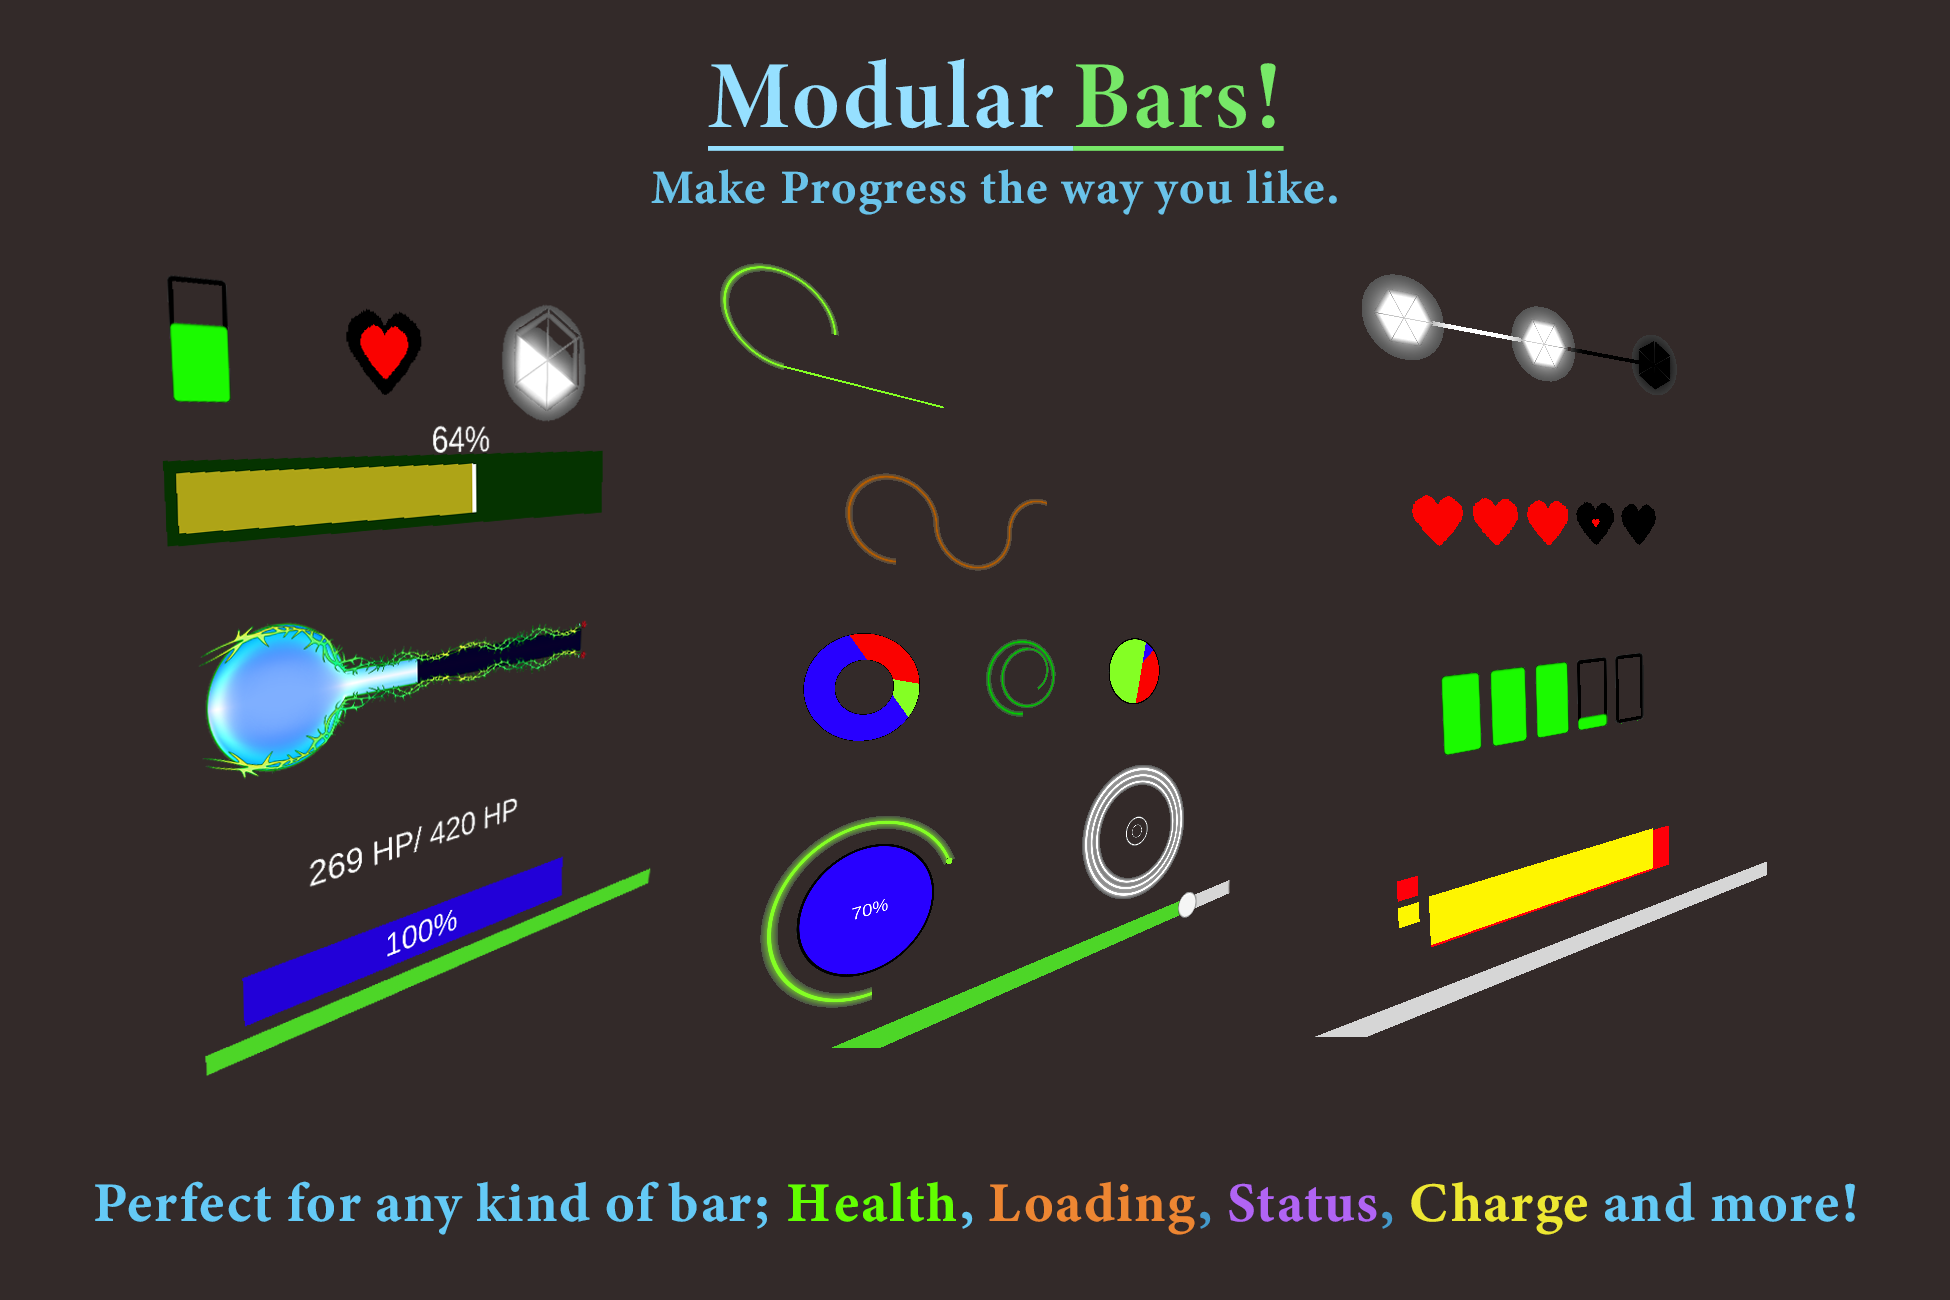 Modular Bars!
Make Progress the way you like.
64%
269 HP/ 420 HP
100%
70%
Perfect for any kind of bar; Health, Loading, Status, Charge and more!